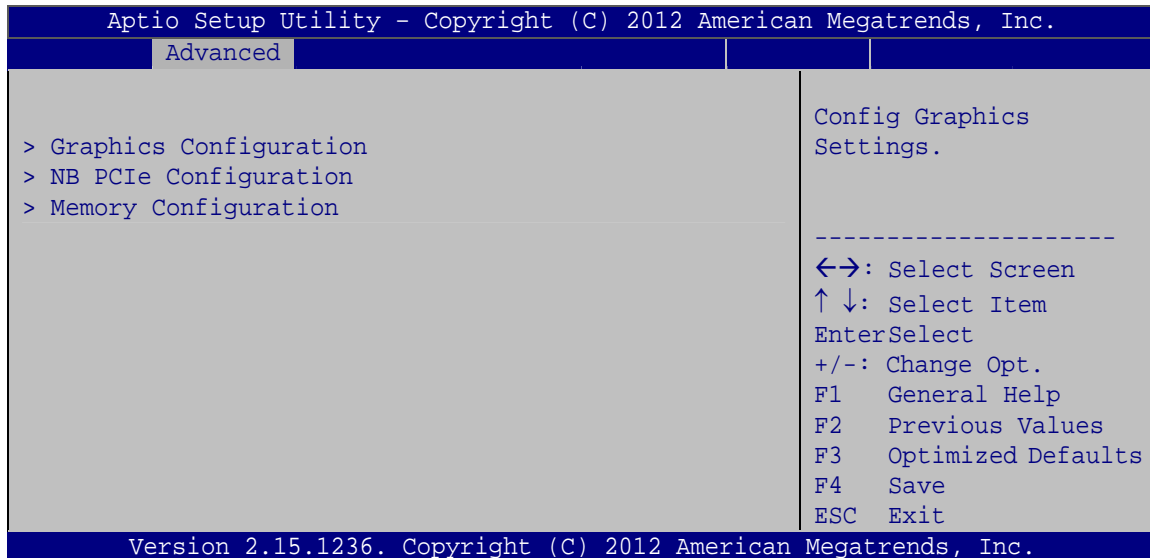 Aptio Setup Utility – Copyright (C) 2012 American Megatrends, Inc.
Advanced
> Graphics Configuration
> NB PCIe Configuration
> Memory Configuration
Config Graphics
Settings.
---------------------
←→: Select Screen
↑ ↓: Select Item
EnterSelect
+/-: Change Opt.
F1 General Help
F2 Previous Values
F3 Optimized Defaults
F4 Save
ESC Exit
Version 2.15.1236. Copyright (C) 2012 American Megatrends, Inc.